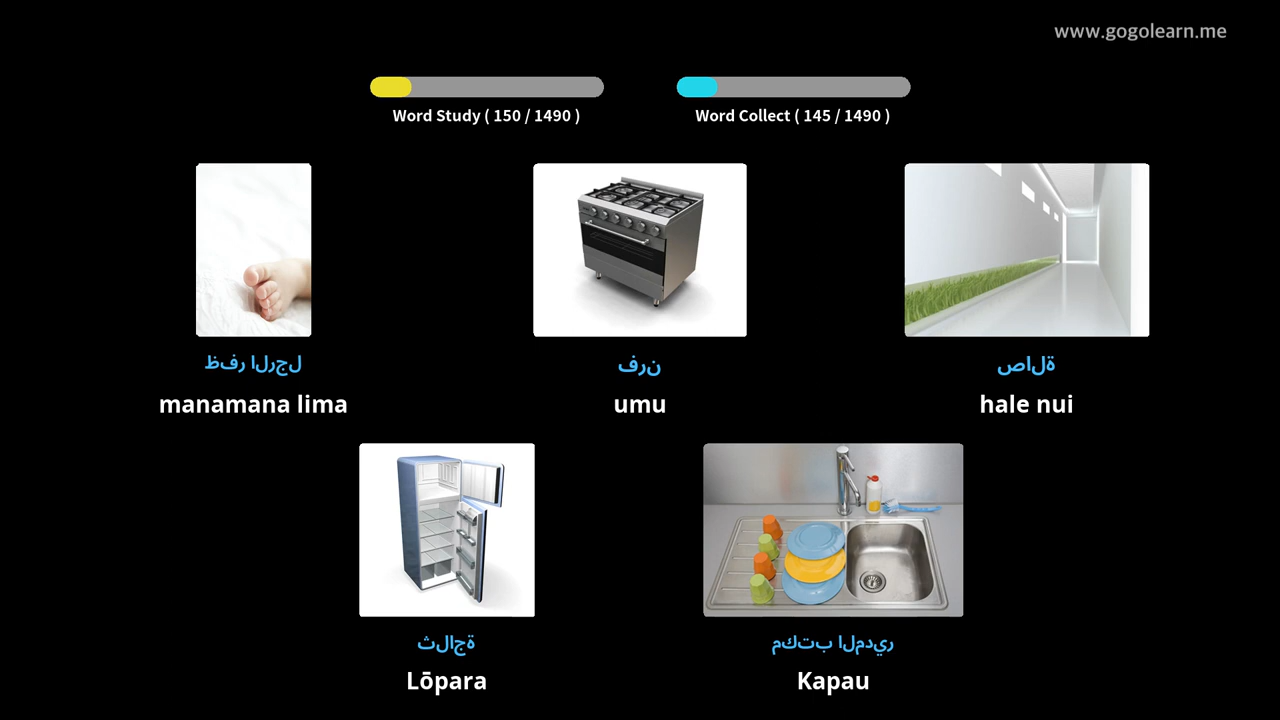 www.gogolearn.me
Word Study ( 150 / 1490 )
Word Collect ( 145 / 1490 )
ظفر الرجل
manamana lima
فرن
umu
صالة
hale nui
ثلاجة
Lōpara
مكتب المدير
Kapau